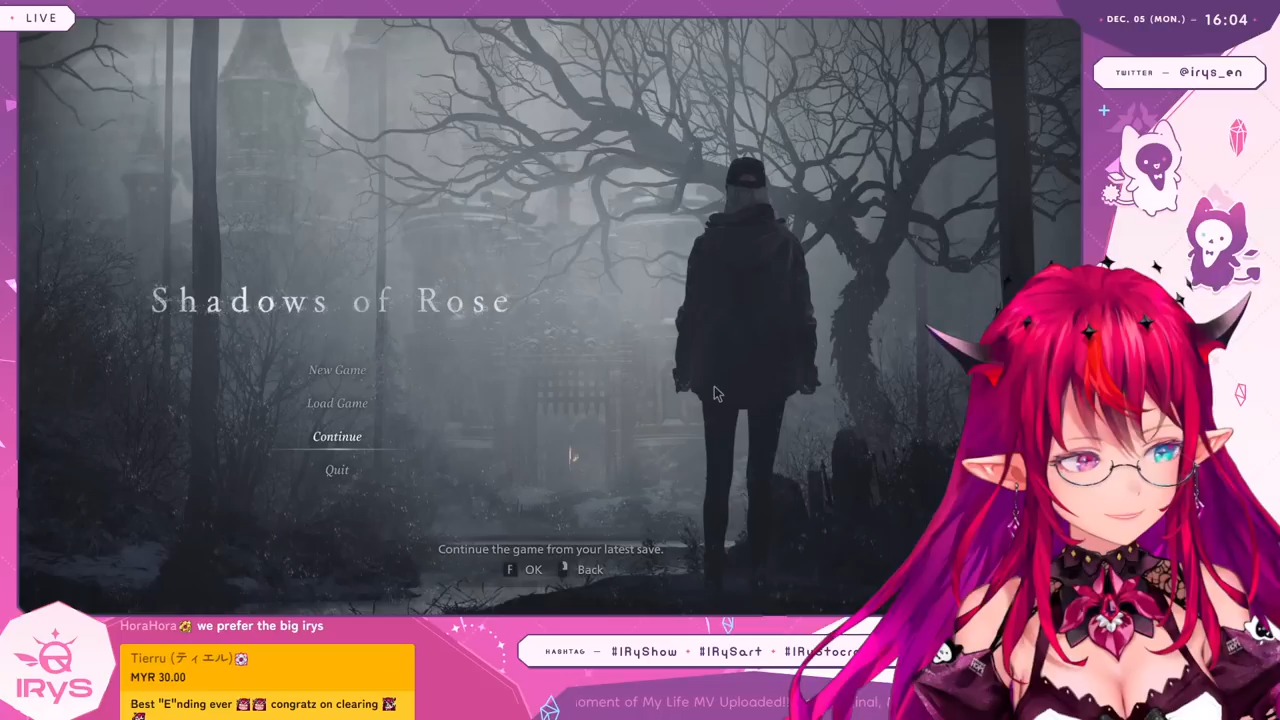 LIVE
DEC. 05 (MON.) – 16:04
TWITTER – @irys_en
Shadows of Rose
New Game
Load Game
Continue
Quit
Continue the game from your latest save.
F OK Back
HoraHora we prefer the big irys
Tierru (ティエル)
MYR 30.00
Best "E"nding ever congratz on clearing
HASHTAG – #IRyShow • #IRySart • #IRyStocr
oment of My Life MV Uploaded!
IRyS